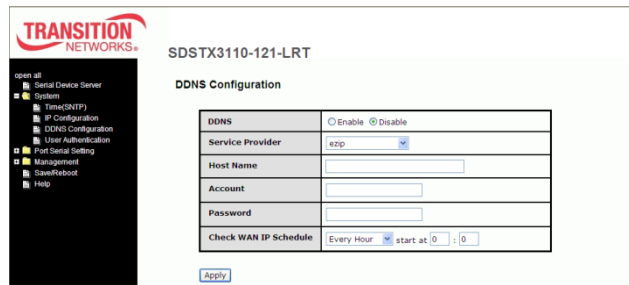 TRANSITION
NETWORKS®
SDSTX3110-121-LRT
open all
Serial Device Server
System
Time(SNTP)
IP Configuration
DDNS Configuration
User Authentication
Port Serial Setting
Management
Save/Reboot
Help
DDNS Configuration
DDNS Enable Disable
Service Provider ezip
Host Name
Account
Password
Check WAN IP Schedule Every Hour start at 0 : 0
Apply